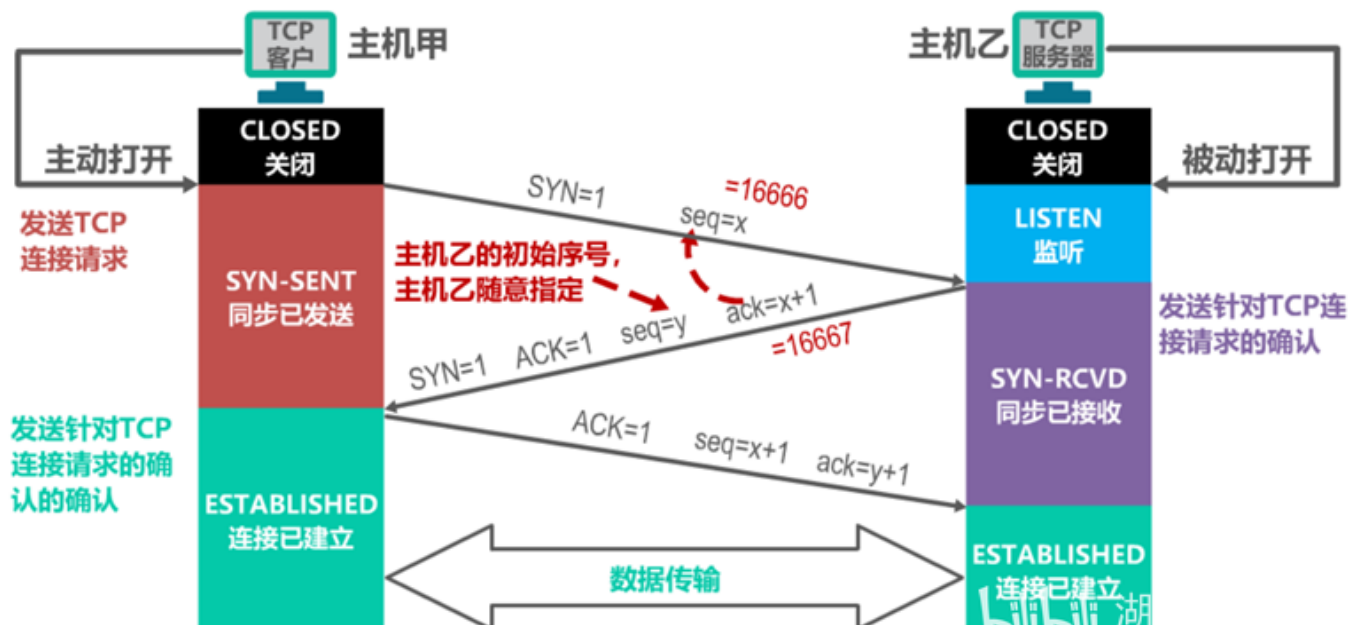 TCP
客户
主机甲
主机乙
TCP
服务器
CLOSED
关闭
CLOSED
关闭
主动打开
被动打开
SYN=1
seq=x
=16666
发送TCP
连接请求
LISTEN
监听
主机乙的初始序号，
主机乙随意指定
SYN-SENT
同步已发送
SYN=1 ACK=1 seq=y ack=x+1
=16667
发送针对TCP连
接请求的确认
SYN-RCVD
同步已接收
发送针对TCP
连接请求的确
认的确认
ACK=1 seq=x+1 ack=y+1
ESTABLISHED
连接已建立
ESTABLISHED
连接已建立
数据传输
bilibili 湖